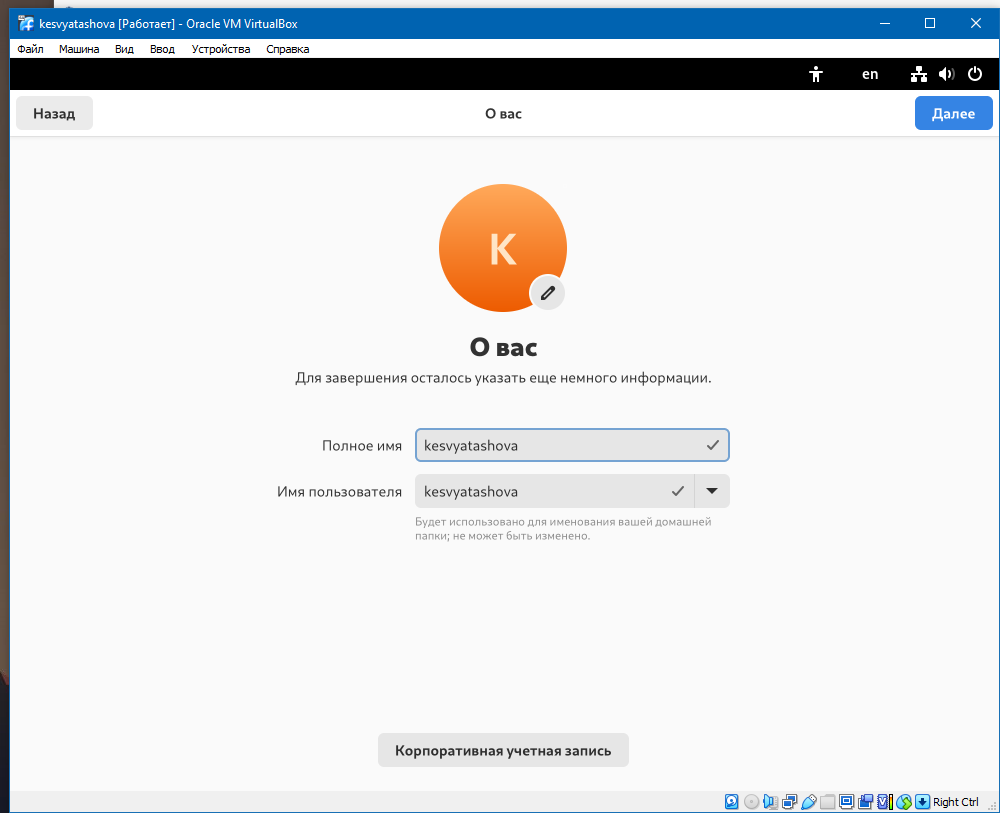 kesvyatashova [Работает] - Oracle VM VirtualBox
Файл Машина Вид Ввод Устройства Справка
en
Назад О вас Далее
K
О вас
Для завершения осталось указать еще немного информации.
Полное имя kesvyatashova
Имя пользователя kesvyatashova
Будет использовано для именования вашей домашней
папки; не может быть изменено.
Корпоративная учетная запись
Right Ctrl